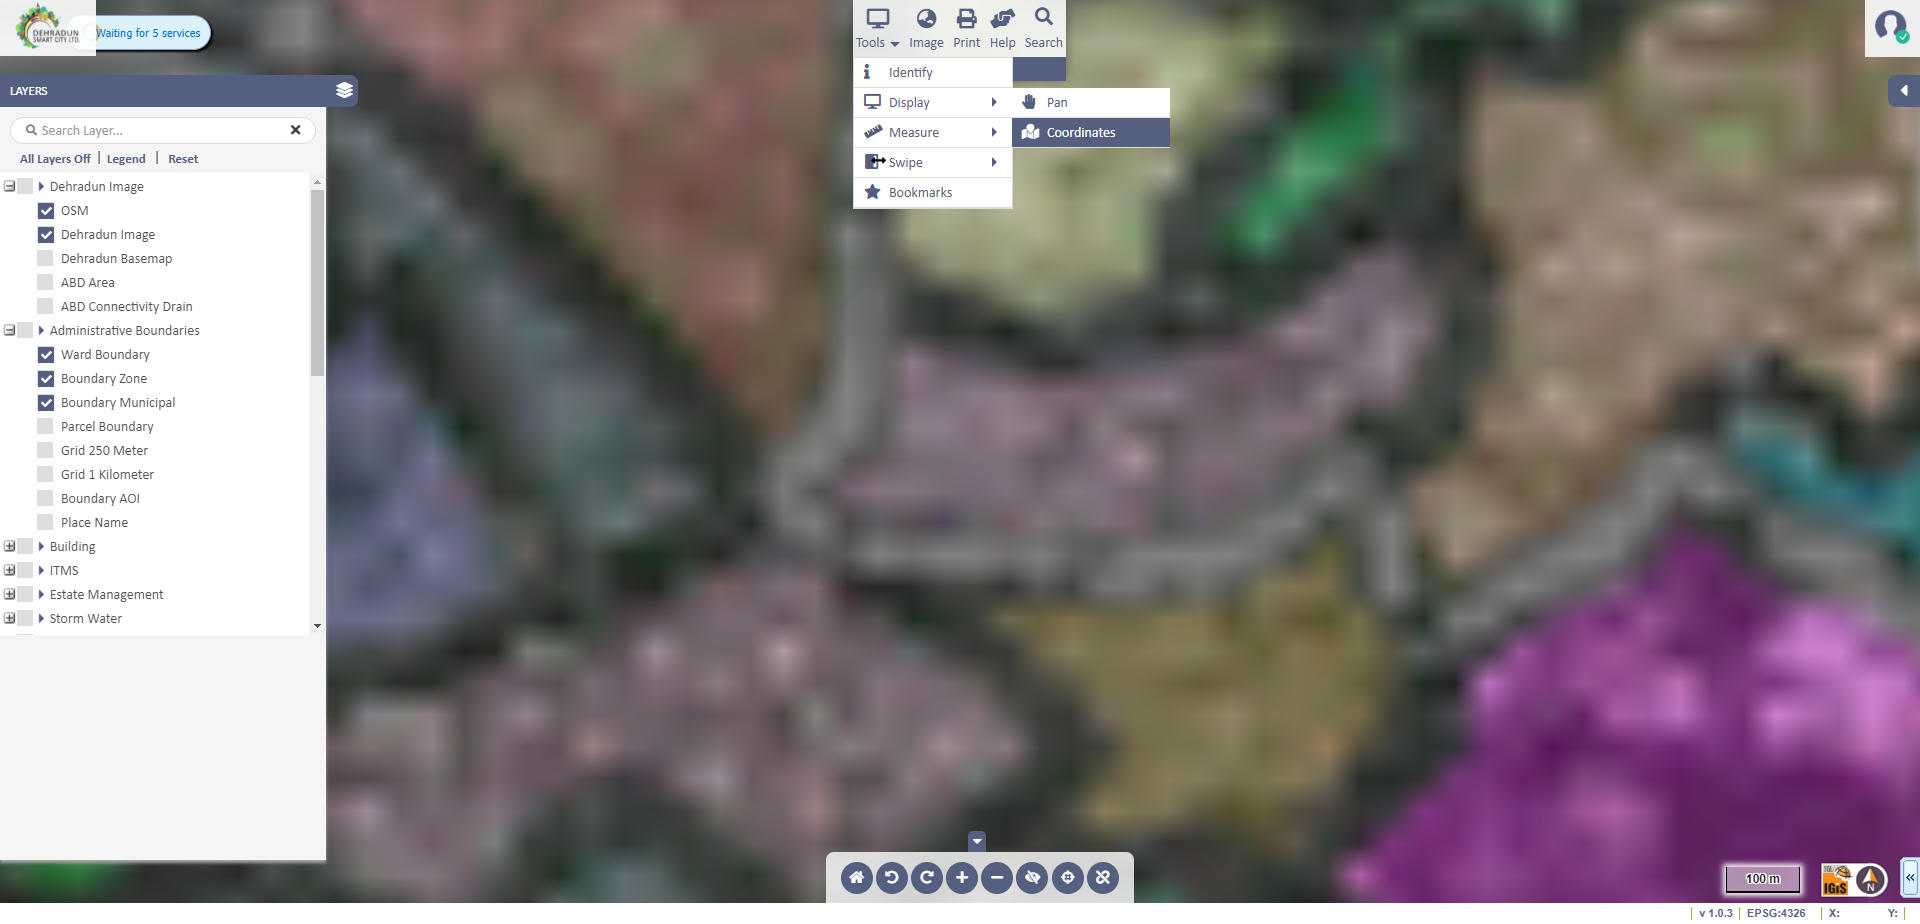 DEHRADUN
SMART CITY LTD.
Waiting for 5 services
Tools
Image
Print
Help
Search
Identify
Display
Measure
Swipe
Bookmarks
Pan
Coordinates
LAYERS
Search Layer...
All Layers Off
Legend
Reset
Dehradun Image
OSM
Dehradun Image
Dehradun Basemap
ABD Area
ABD Connectivity Drain
Administrative Boundaries
Ward Boundary
Boundary Zone
Boundary Municipal
Parcel Boundary
Grid 250 Meter
Grid 1 Kilometer
Boundary AOI
Place Name
Building
ITMS
Estate Management
Storm Water
100 m
IGiS
N
v 1.0.3
EPSG:4326
X:
Y: